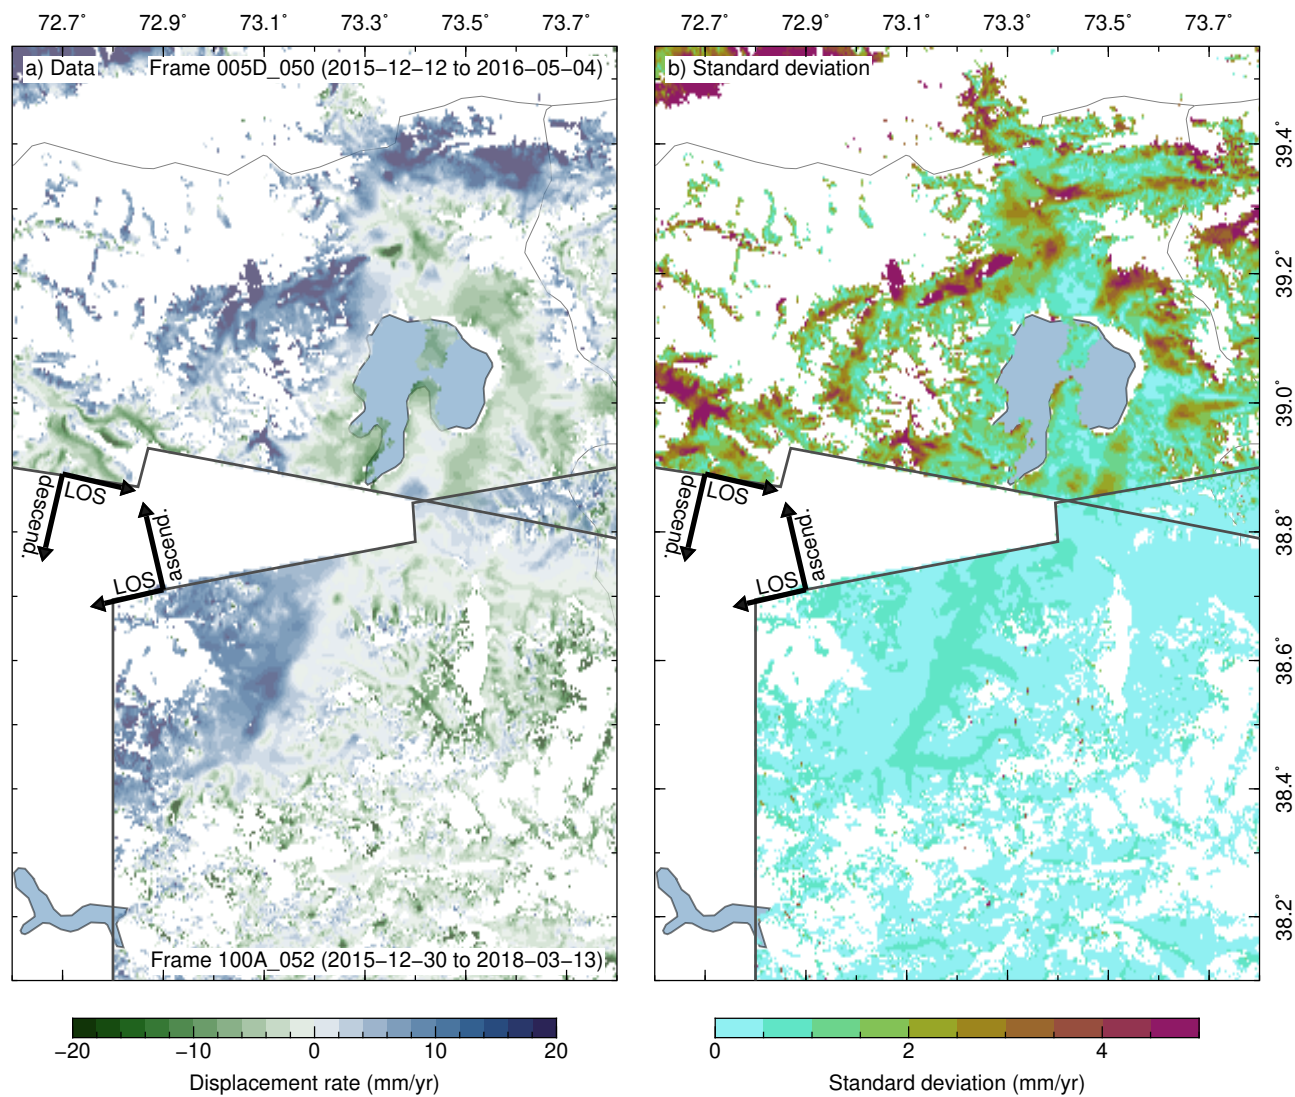 72.7° 72.9° 73.1° 73.3° 73.5° 73.7° 72.7° 72.9° 73.1° 73.3° 73.5° 73.7°
a) Data Frame 005D_050 (2015−12−12 to 2016−05−04)
b) Standard deviation
39.4°
39.2°
39.0°
38.8°
38.6°
38.4°
38.2°
descend.
LOS
ascend.
LOS
descend.
LOS
ascend.
LOS
Frame 100A_052 (2015−12−30 to 2018−03−13)
−20 −10 0 10 20
Displacement rate (mm/yr)
0 2 4
Standard deviation (mm/yr)